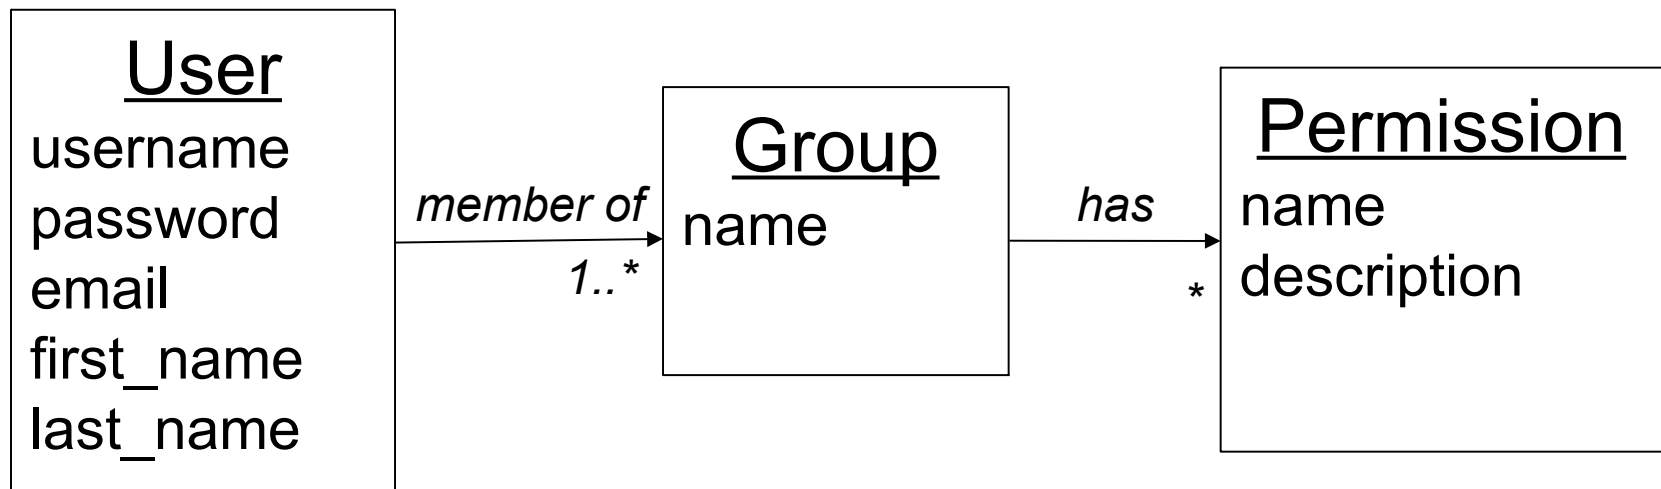 User
username
password
email
first_name
last_name
member of
1..*
Group
name
has
*
Permission
name
description